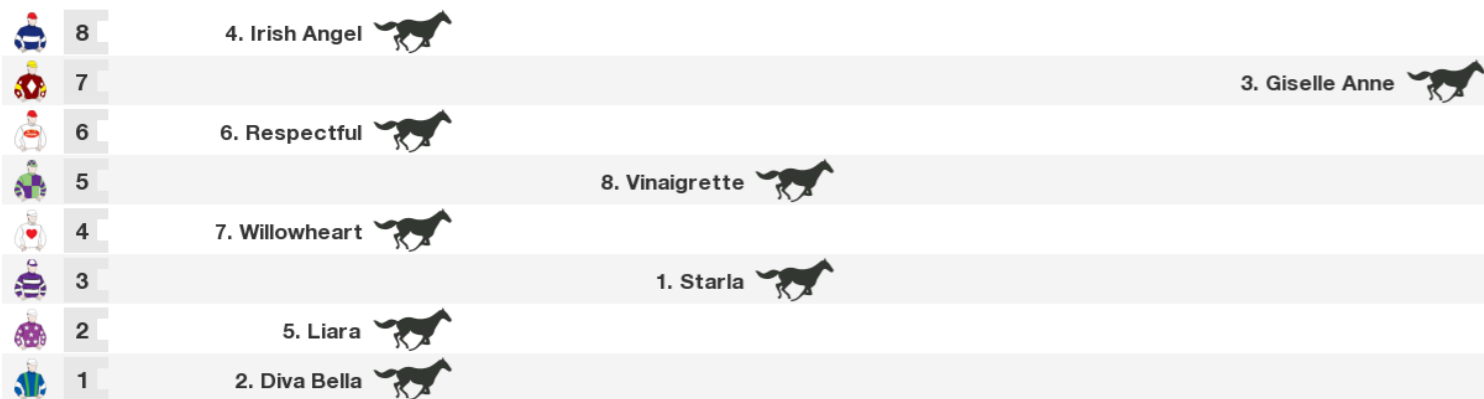 8 4. Irish Angel
7 3. Giselle Anne
6 6. Respectful
5 8. Vinaigrette
4 7. Willowheart
3 1. Starla
2 5. Liara
1 2. Diva Bella